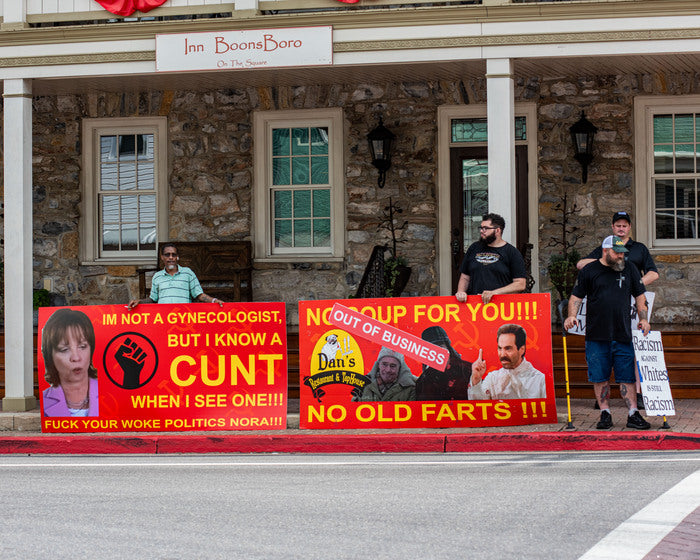 Inn BoonsBoro
On The Square
IM NOT A GYNECOLOGIST,
BUT I KNOW A
CUNT
WHEN I SEE ONE!!!
FUCK YOUR WOKE POLITICS NORA!!!
NO SOUP FOR YOU!!!
OUT OF BUSINESS
Dan's
Restaurant & TapHouse
NO OLD FARTS !!!
Racism
AGAINST
Whites
IS STILL
Racism